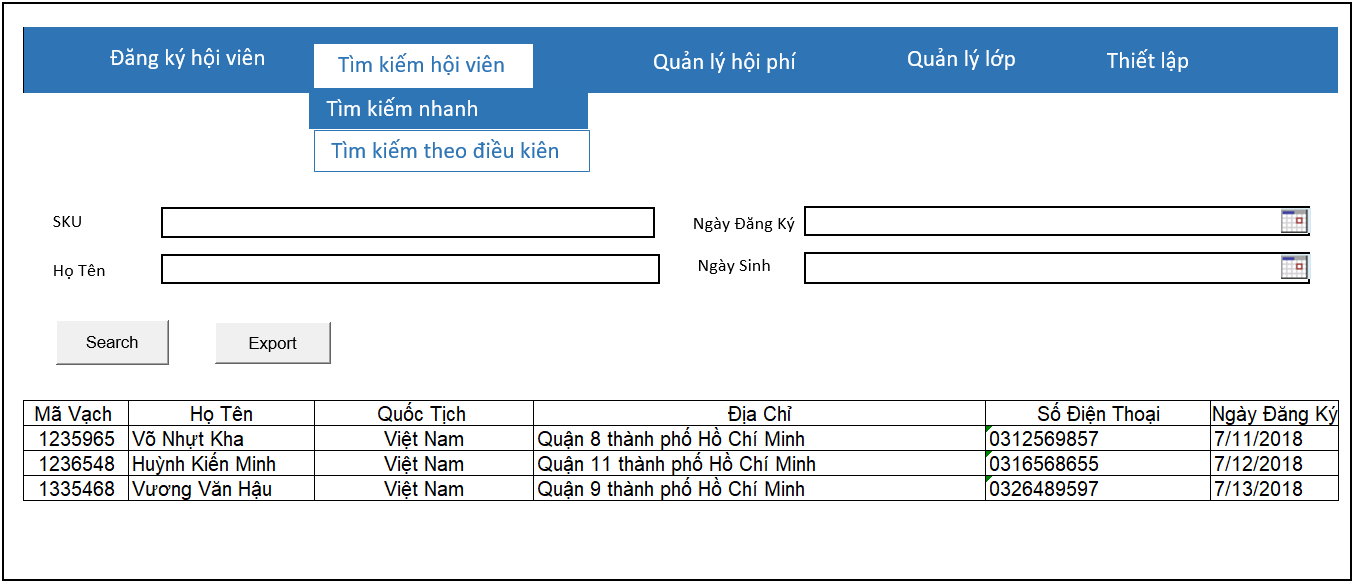 Đăng ký hội viên Tìm kiếm hội viên Quản lý hội phí Quản lý lớp Thiết lập
Tìm kiếm nhanh
Tìm kiếm theo điều kiên
SKU Ngày Đăng Ký
Họ Tên Ngày Sinh
Search Export
Mã Vạch Họ Tên Quốc Tịch Địa Chỉ Số Điện Thoại Ngày Đăng Ký
1235965 Võ Nhựt Kha Việt Nam Quận 8 thành phố Hồ Chí Minh 0312569857 7/11/2018
1236548 Huỳnh Kiến Minh Việt Nam Quận 11 thành phố Hồ Chí Minh 0316568655 7/12/2018
1335468 Vương Văn Hậu Việt Nam Quận 9 thành phố Hồ Chí Minh 0326489597 7/13/2018